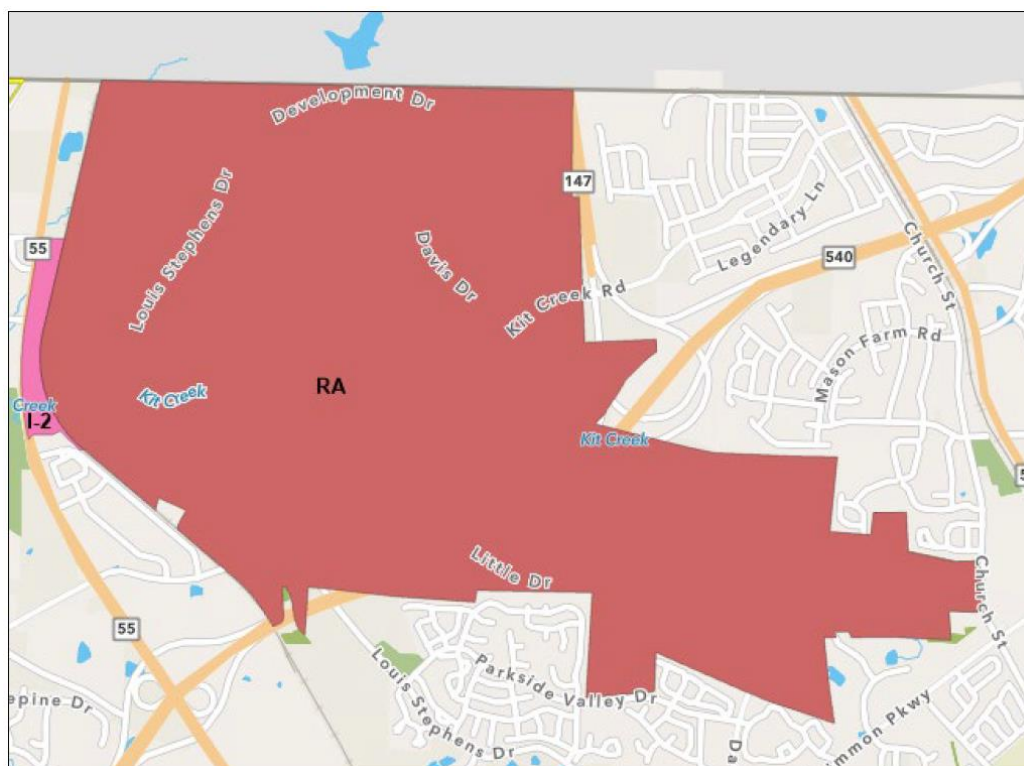 Development Dr
147
Louis Stephens Dr
Legendary Ln
Church St
55
Davis Dr
540
Kit Creek Rd
Mason Farm Rd
RA
Kit Creek
Creek
I-2
Kit Creek
Little Dr
Church St
55
Parkside Valley Dr
Louis Stephens Dr
epine Dr
mmon Pkwy
Da
5